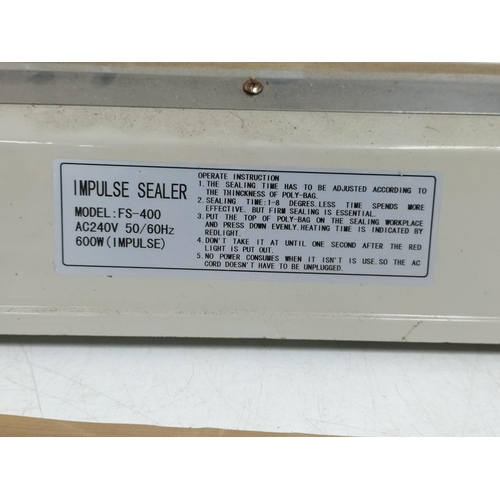 IMPULSE SEALER
MODEL:FS-400
AC240V 50/60Hz
600W(IMPULSE)
OPERATE INSTRUCTION
1.THE SEALING TIME HAS TO BE ADJUSTED ACCORDING TO
THE THINCKNESS OF POLY-BAG.
2.SEALING TIME:1-8 DEGRES.LESS TIME SPENDS MORE
EFFECTIVE, BUT FIRM SEALING IS ESSENTIAL.
3.PUT THE TOP OF POLY-BAG ON THE SEALING WORKPLACE
AND PRESS DOWN EVENLY.HEATING TIME IS INDICATED BY
REDLIGHT.
4.DON'T TAKE IT AT UNTIL ONE SECOND AFTER THE RED
LIGHT IS PUT OUT.
5.NO POWER CONSUMES WHEN IT ISN'T IS USE.SO THE AC
CORD DOESN'T HAVE TO BE UNPLUGGED.